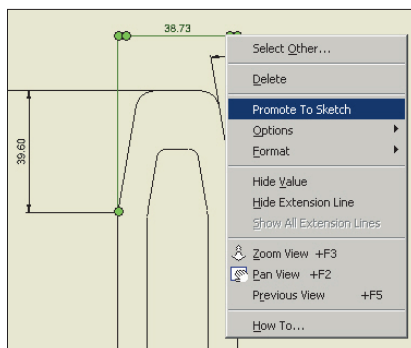 38.73
39.60
Select Other...
Delete
Promote To Sketch
Options
Format
Hide Value
Hide Extension Line
Show All Extension Lines
Zoom View +F3
Pan View +F2
Previous View +F5
How To...